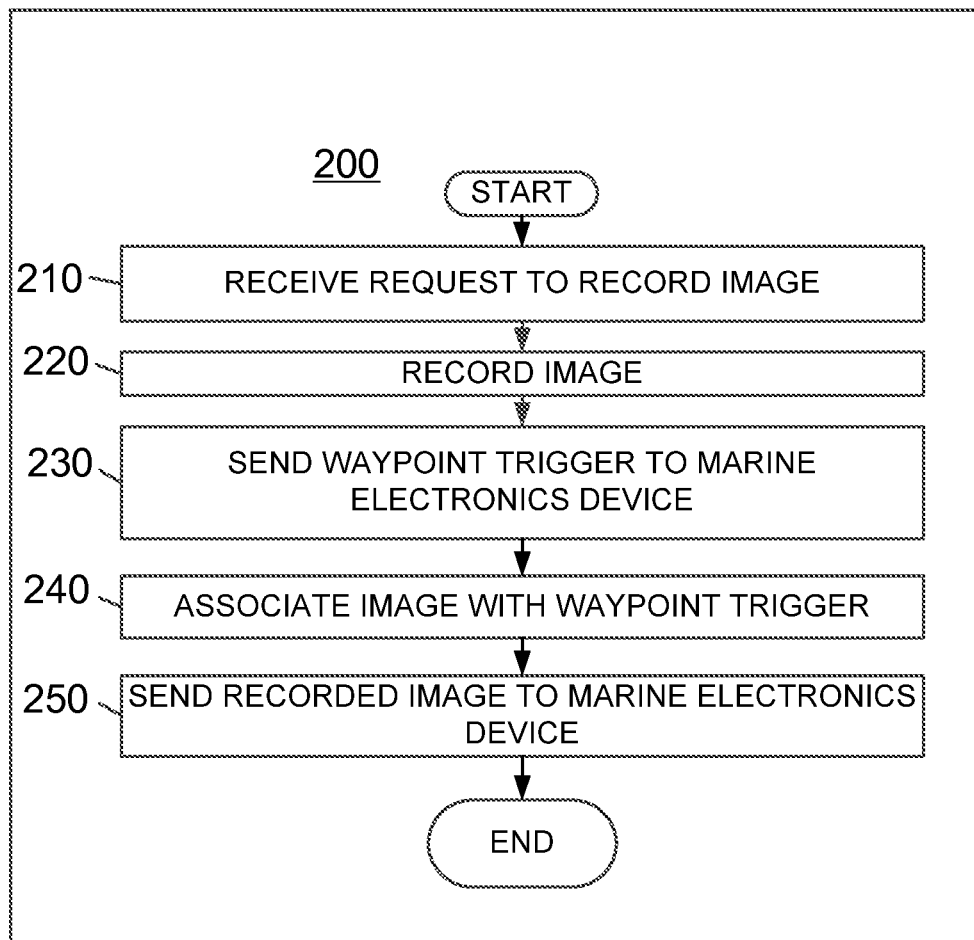 200
START
210
RECEIVE REQUEST TO RECORD IMAGE
220
RECORD IMAGE
230
SEND WAYPOINT TRIGGER TO MARINE
ELECTRONICS DEVICE
240
ASSOCIATE IMAGE WITH WAYPOINT TRIGGER
250
SEND RECORDED IMAGE TO MARINE ELECTRONICS
DEVICE
END